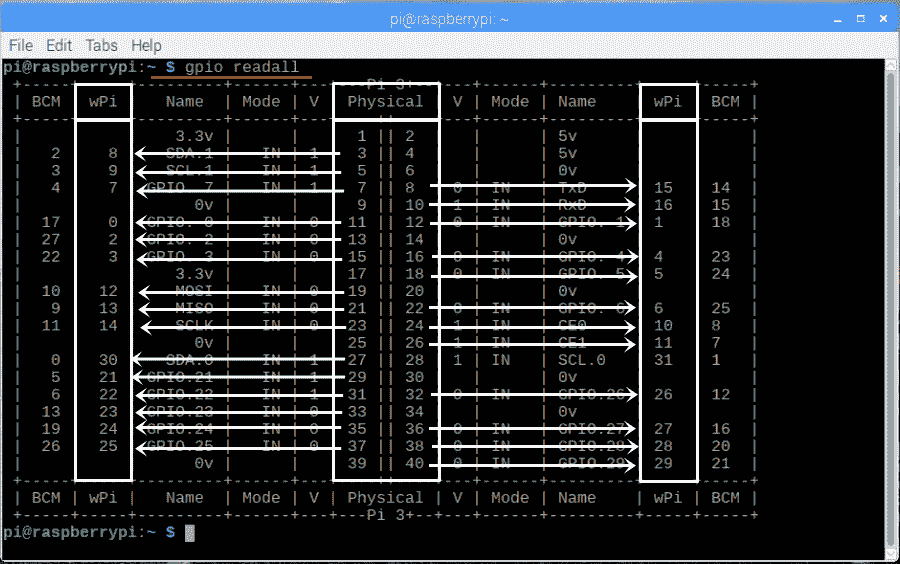 pi@raspberrypi: ~
File Edit Tabs Help
pi@raspberrypi:~ $ gpio readall
+-----+-----+---------+------+---+---Pi 3+--+---+------+---------+-----+-----+
| BCM | wPi | Name | Mode | V | Physical | V | Mode | Name | wPi | BCM |
+-----+-----+---------+------+---+----++----+---+------+---------+-----+-----+
| | | 3.3v | | | 1 || 2 | | | 5v | | |
| 2 | 8 | SDA.1 | IN | 1 | 3 || 4 | | | 5v | | |
| 3 | 9 | SCL.1 | IN | 1 | 5 || 6 | | | 0v | | |
| 4 | 7 | GPIO. 7 | IN | 1 | 7 || 8 | 0 | IN | TxD | 15 | 14 |
| | | 0v | | | 9 || 10 | 1 | IN | RxD | 16 | 15 |
| 17 | 0 | GPIO. 0 | IN | 0 | 11 || 12 | 0 | IN | GPIO. 1 | 1 | 18 |
| 27 | 2 | GPIO. 2 | IN | 0 | 13 || 14 | | | 0v | | |
| 22 | 3 | GPIO. 3 | IN | 0 | 15 || 16 | 0 | IN | GPIO. 4 | 4 | 23 |
| | | 3.3v | | | 17 || 18 | 0 | IN | GPIO. 5 | 5 | 24 |
| 10 | 12 | MOSI | IN | 0 | 19 || 20 | | | 0v | | |
| 9 | 13 | MISO | IN | 0 | 21 || 22 | 0 | IN | GPIO. 6 | 6 | 25 |
| 11 | 14 | SCLK | IN | 0 | 23 || 24 | 1 | IN | CE0 | 10 | 8 |
| | | 0v | | | 25 || 26 | 1 | IN | CE1 | 11 | 7 |
| 0 | 30 | SDA.0 | IN | 1 | 27 || 28 | 1 | IN | SCL.0 | 31 | 1 |
| 5 | 21 | GPIO.21 | IN | 1 | 29 || 30 | | | 0v | | |
| 6 | 22 | GPIO.22 | IN | 1 | 31 || 32 | 0 | IN | GPIO.26 | 26 | 12 |
| 13 | 23 | GPIO.23 | IN | 0 | 33 || 34 | | | 0v | | |
| 19 | 24 | GPIO.24 | IN | 0 | 35 || 36 | 0 | IN | GPIO.27 | 27 | 16 |
| 26 | 25 | GPIO.25 | IN | 0 | 37 || 38 | 0 | IN | GPIO.28 | 28 | 20 |
| | | 0v | | | 39 || 40 | 0 | IN | GPIO.29 | 29 | 21 |
+-----+-----+---------+------+---+----++----+---+------+---------+-----+-----+
| BCM | wPi | Name | Mode | V | Physical | V | Mode | Name | wPi | BCM |
+-----+-----+---------+------+---+---Pi 3+--+---+------+---------+-----+-----+
pi@raspberrypi:~ $